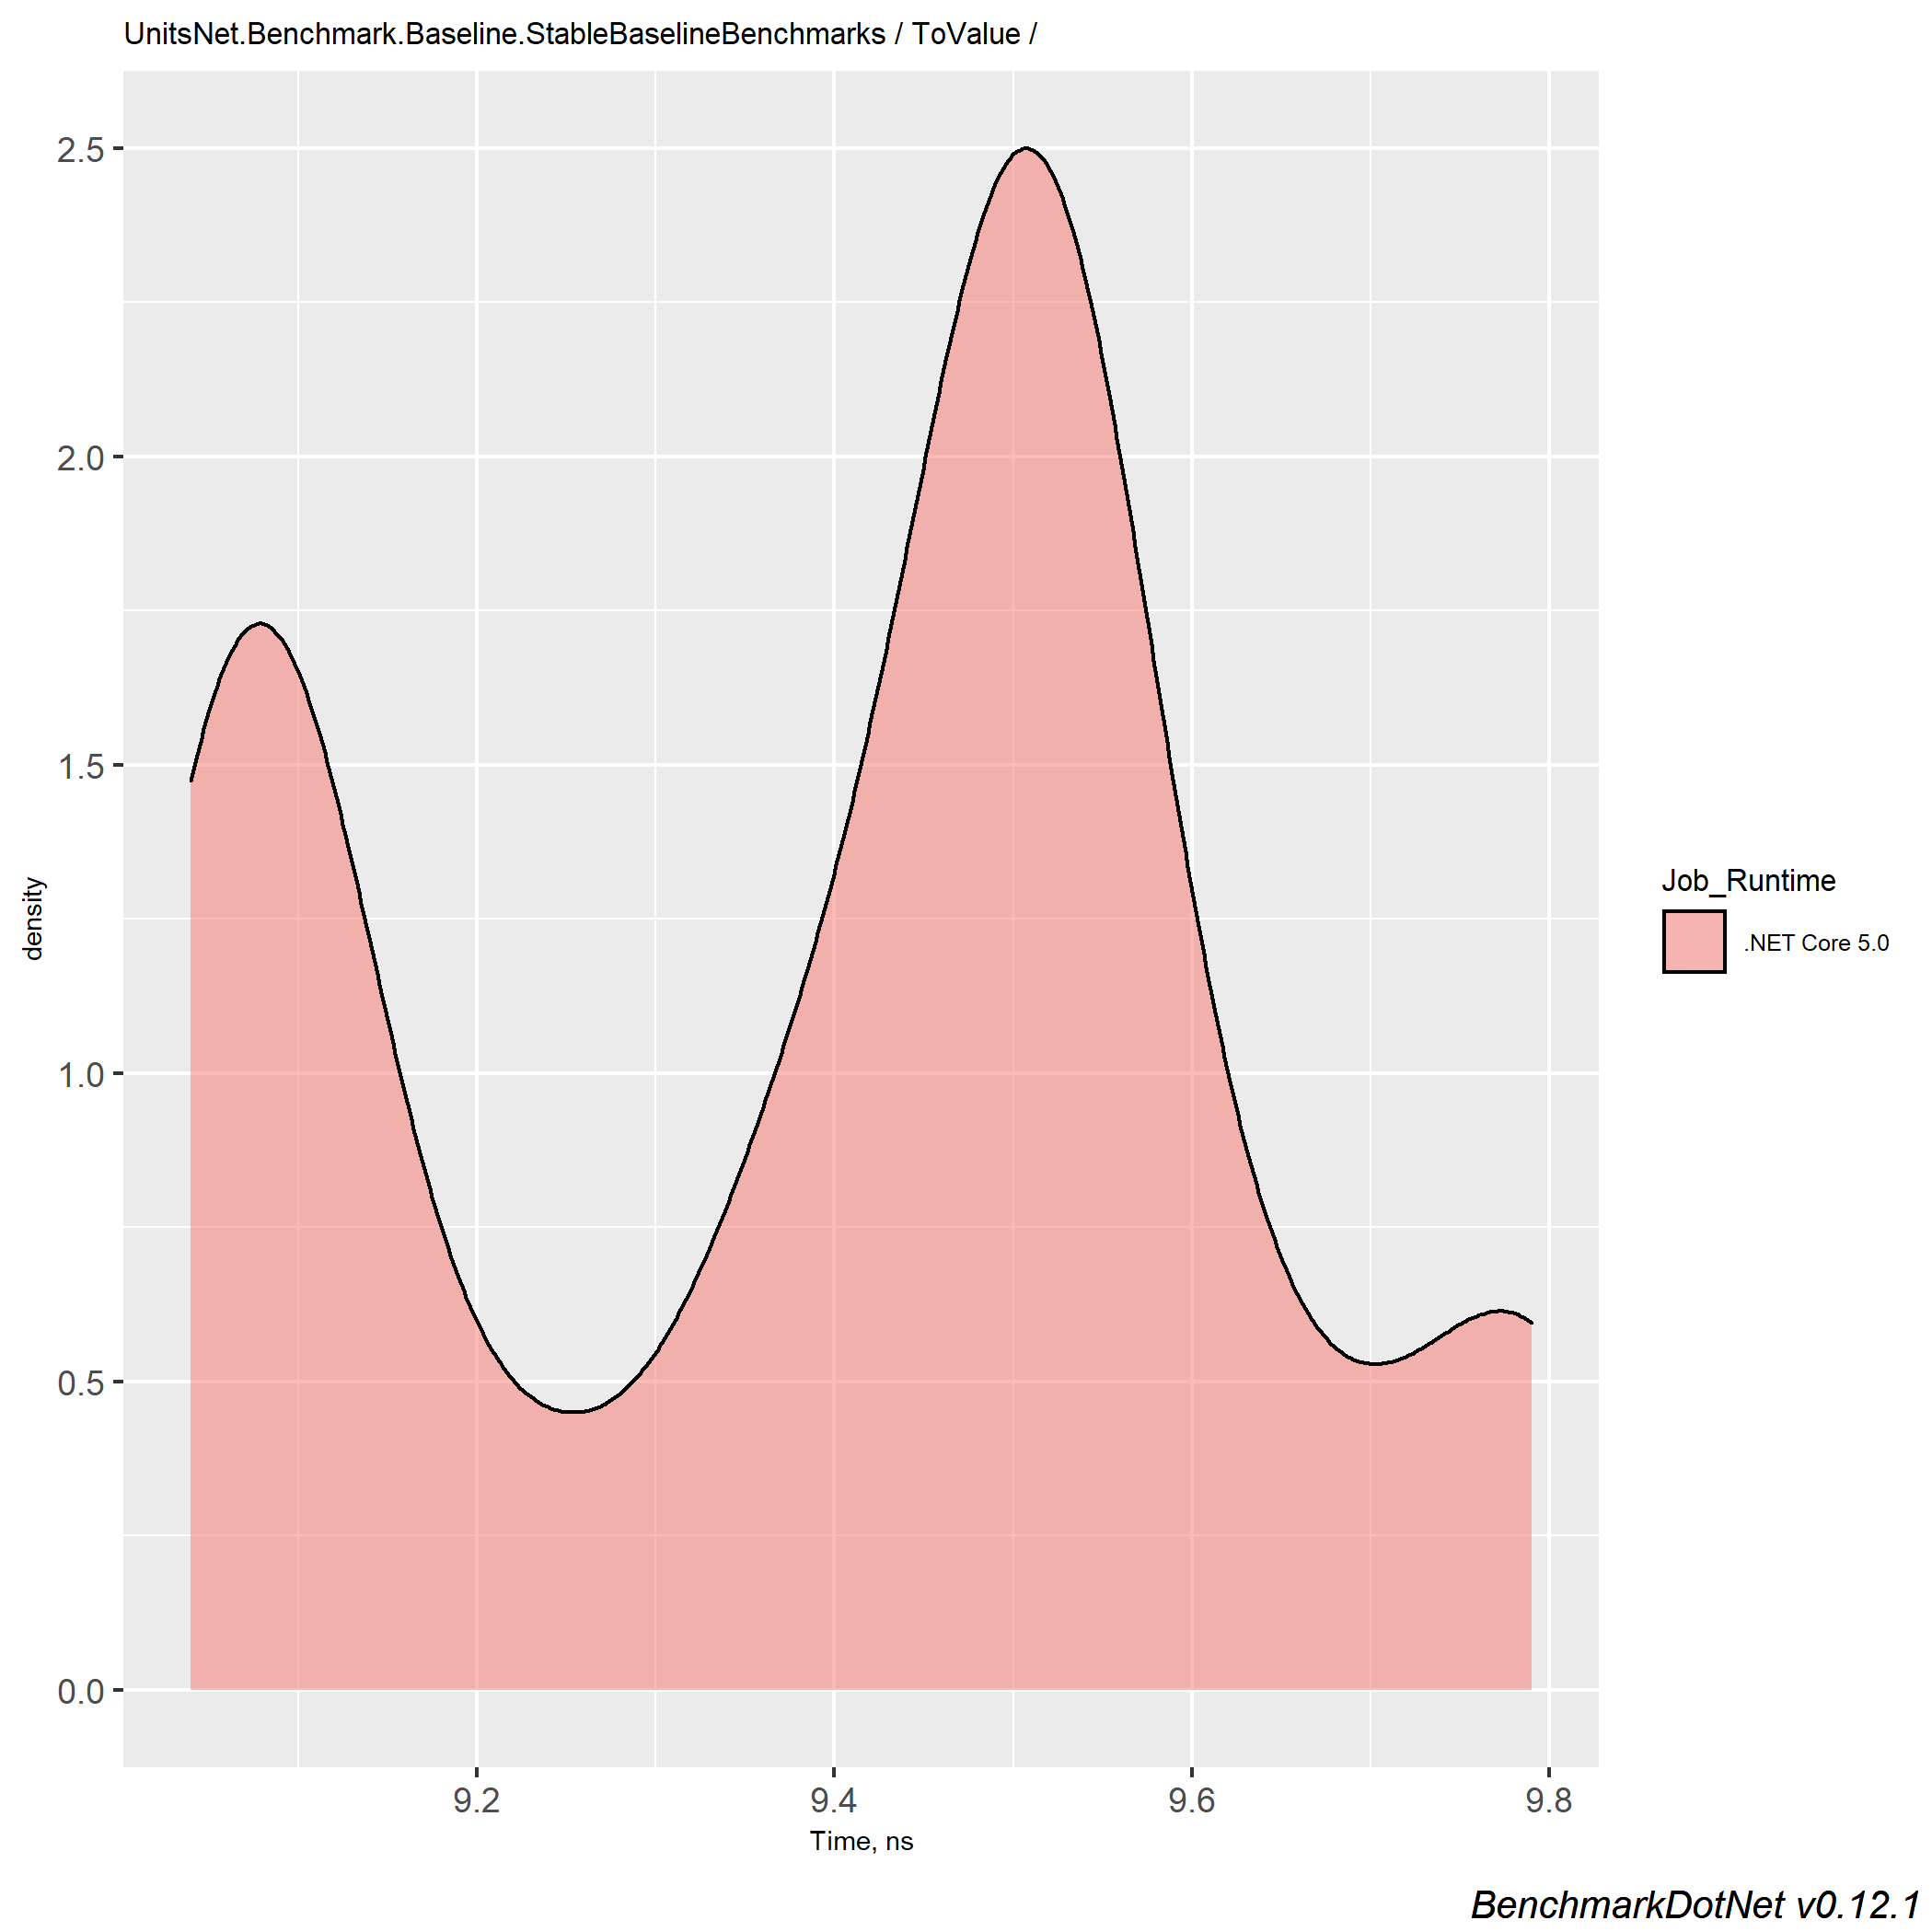 UnitsNet.Benchmark.Baseline.StableBaselineBenchmarks / ToValue /
2.5
2.0
1.5
1.0
0.5
0.0
density
9.2 9.4 9.6 9.8
Time, ns
Job_Runtime
.NET Core 5.0
BenchmarkDotNet v0.12.1